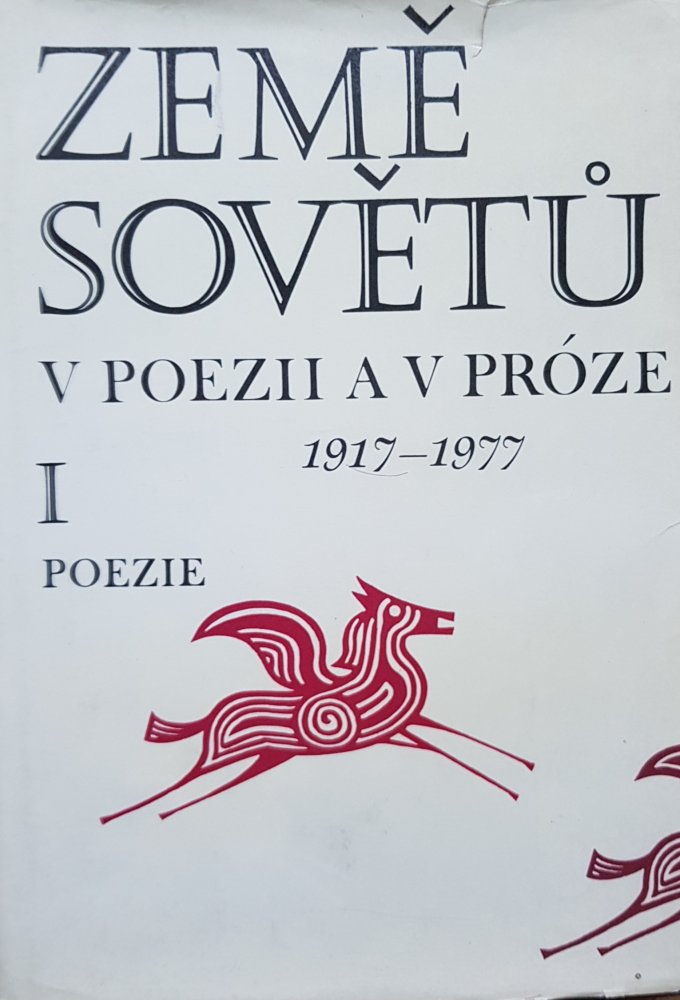 ZEMĚ
SOVĚTŮ
V POEZII A V PRÓZE
1917–1977
I
POEZIE